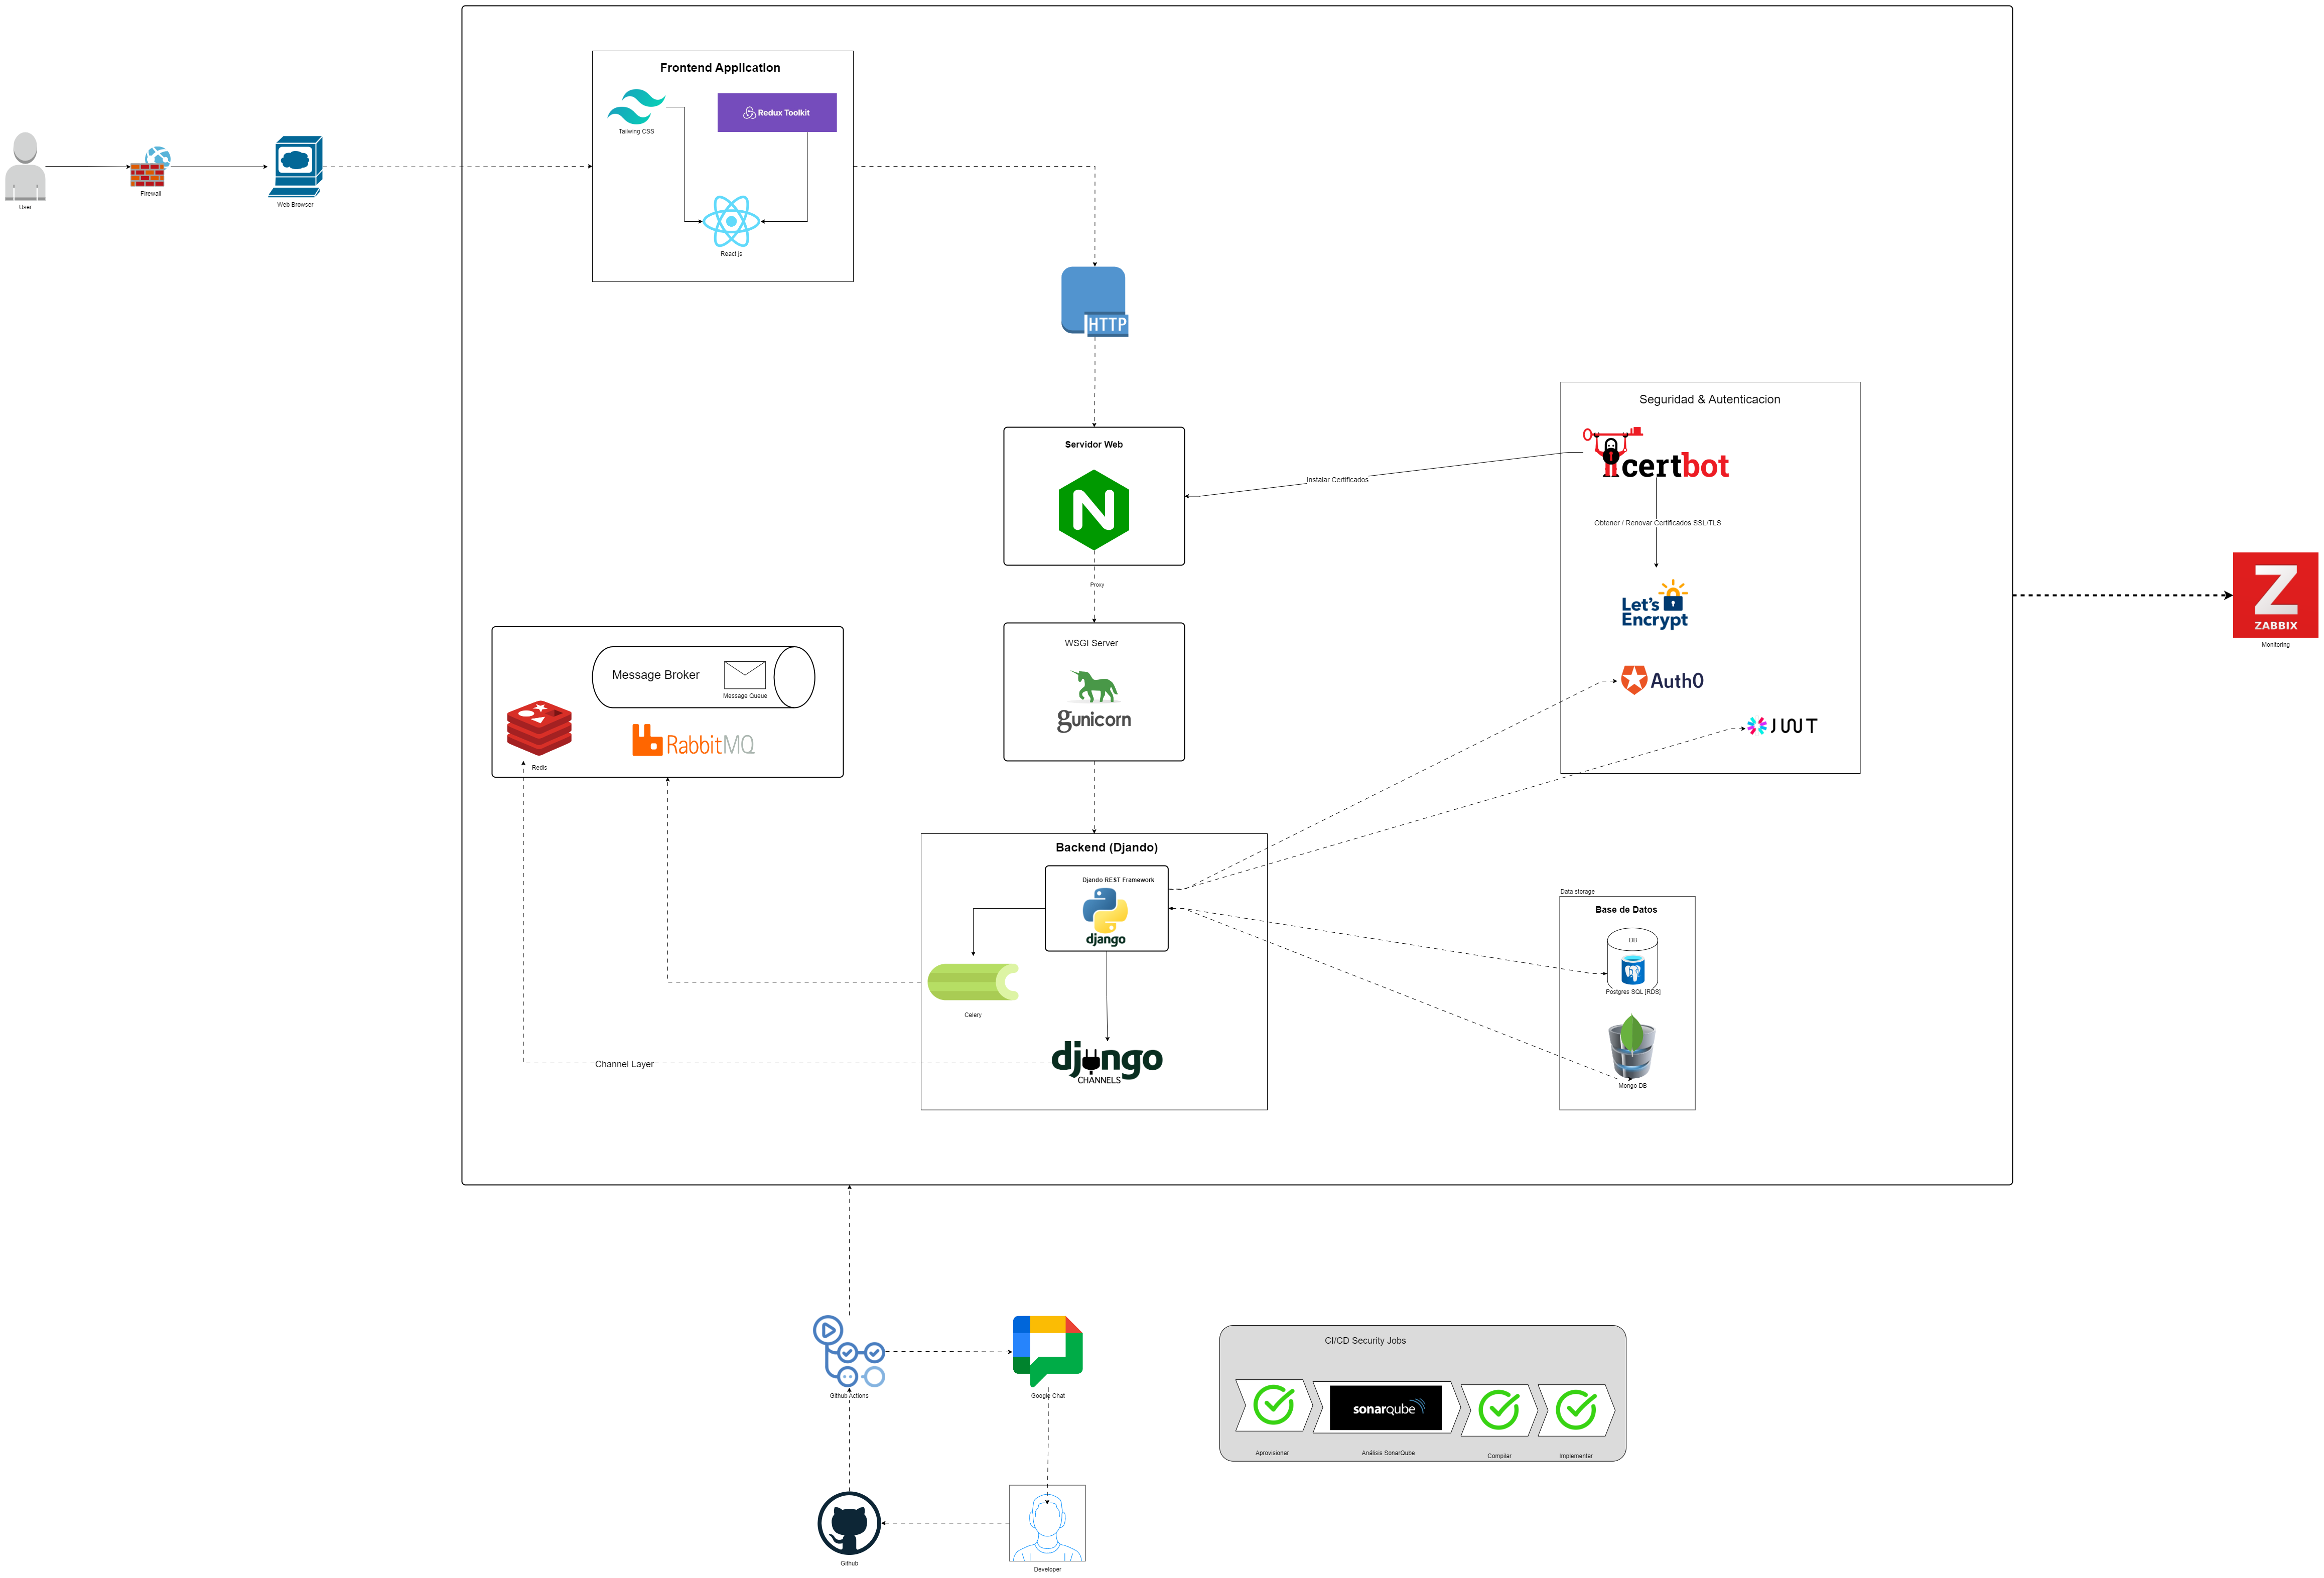 Frontend Application
Tailwing CSS
Redux Toolkit
React js
User
Firewall
Web Browser
HTTP
Servidor Web
N
Proxy
WSGI Server
gunicorn
Seguridad & Autenticacion
certbot
Instalar Certificados
Obtener / Renovar Certificados SSL/TLS
Let's
Encrypt
Auth0
JWT
Z
ZABBIX
Monitoring
Message Broker
Message Queue
RabbitMQ
Redis
Backend (Djando)
Djando REST Framework
django
Celery
django
CHANNELS
Channel Layer
Data storage
Base de Datos
DB
Postgres SQL [RDS]
Mongo DB
Github Actions
Google Chat
Github
Developer
CI/CD Security Jobs
sonarqube
Aprovisionar
Análisis SonarQube
Compilar
Implementar